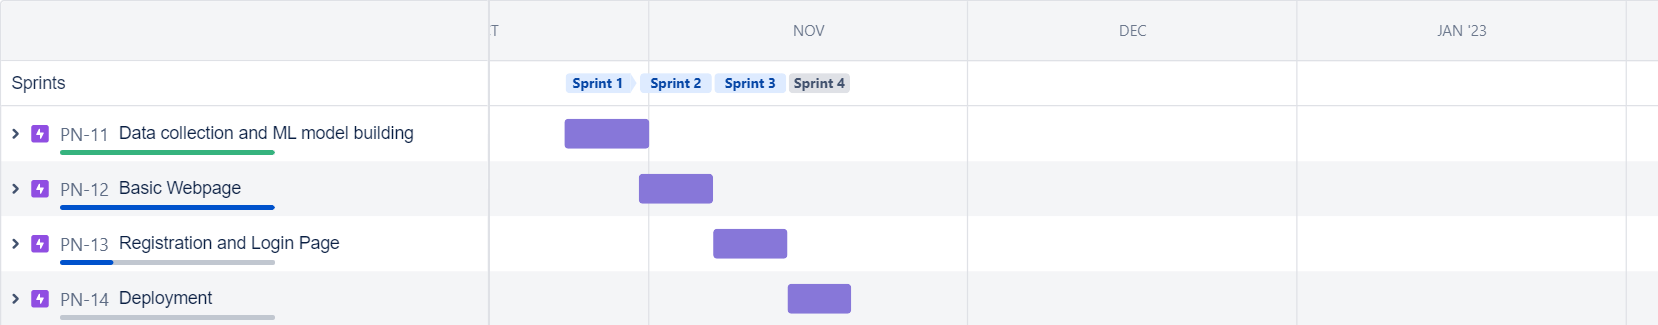 T
NOV
DEC
JAN '23
Sprints
Sprint 1
Sprint 2
Sprint 3
Sprint 4
PN-11 Data collection and ML model building
PN-12 Basic Webpage
PN-13 Registration and Login Page
PN-14 Deployment